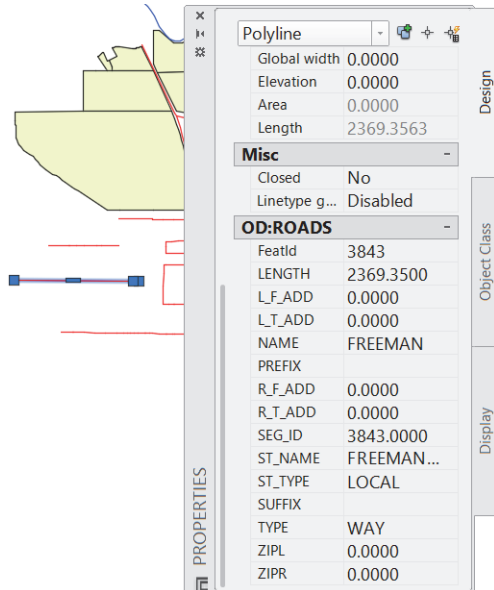 Polyline
Global width 0.0000
Elevation 0.0000
Area 0.0000
Length 2369.3563
Misc
Closed No
Linetype g... Disabled
OD:ROADS
FeatId 3843
LENGTH 2369.3500
L_F_ADD 0.0000
L_T_ADD 0.0000
NAME FREEMAN
PREFIX
R_F_ADD 0.0000
R_T_ADD 0.0000
SEG_ID 3843.0000
ST_NAME FREEMAN...
ST_TYPE LOCAL
SUFFIX
TYPE WAY
ZIPL 0.0000
ZIPR 0.0000
PROPERTIES
Design
Object Class
Display